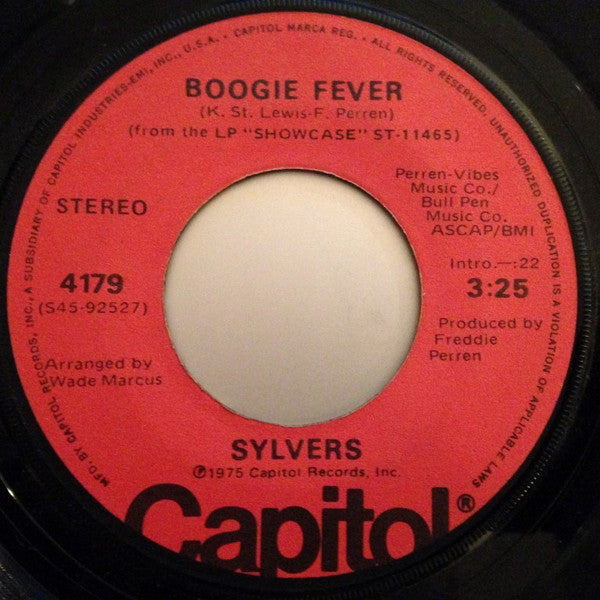 MFD. BY CAPITOL RECORDS, INC., A SUBSIDIARY OF CAPITOL INDUSTRIES-EMI, INC., U.S.A. • CAPITOL MARCA REG. • ALL RIGHTS RESERVED. UNAUTHORIZED DUPLICATION IS A VIOLATION OF APPLICABLE LAWS
BOOGIE FEVER
(K. St. Lewis-F. Perren)
(from the LP "SHOWCASE" ST-11465)
STEREO
4179
(S45-92527)
Arranged by
Wade Marcus
Perren-Vibes
Music Co./
Bull Pen
Music Co.
ASCAP/BMI
Intro.—:22
3:25
Produced by
Freddie
Perren
SYLVERS
℗1975 Capitol Records, Inc.
Capitol®